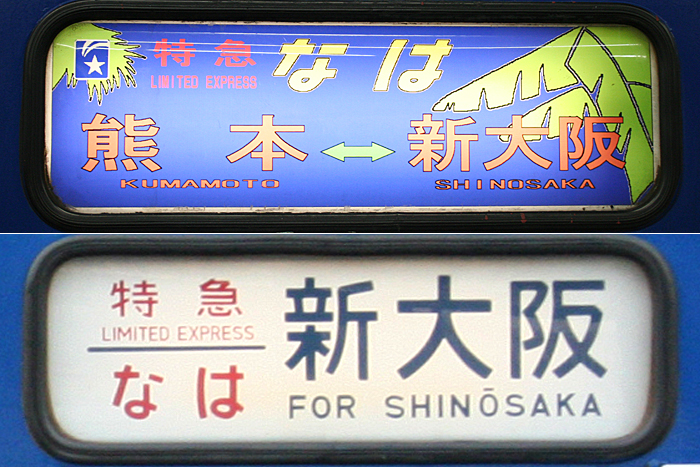 特急 なは
LIMITED EXPRESS
熊本 ↔ 新大阪
KUMAMOTO SHINOSAKA
特急
LIMITED EXPRESS
なは
新大阪
FOR SHINŌSAKA